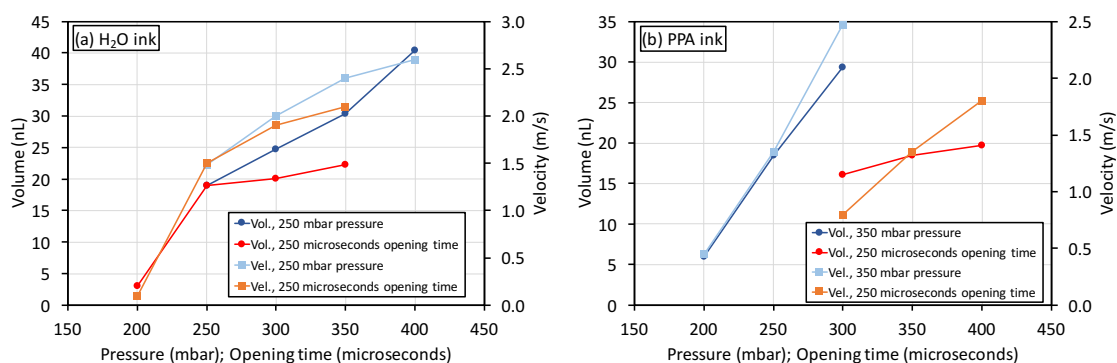 (a) H₂O ink
45
40
35
30
25
20
15
10
5
0
Volume (nL)
3.0
2.5
2.0
1.5
1.0
0.5
0.0
Velocity (m/s)
Vol., 250 mbar pressure
Vol., 250 microseconds opening time
Vel., 250 mbar pressure
Vel., 250 microseconds opening time
150 200 250 300 350 400 450
Pressure (mbar); Opening time (microseconds)
(b) PPA ink
35
30
25
20
15
10
5
0
Volume (nL)
2.5
2.0
1.5
1.0
0.5
0.0
Velocity (m/s)
Vol., 350 mbar pressure
Vol., 250 microseconds opening time
Vel., 350 mbar pressure
Vel., 250 microseconds opening time
150 200 250 300 350 400 450
Pressure (mbar); Opening time (microseconds)